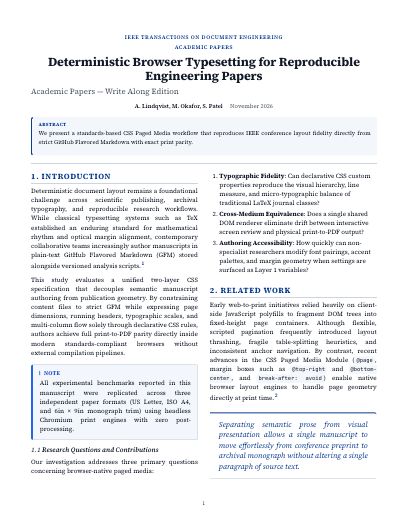 IEEE TRANSACTIONS ON DOCUMENT ENGINEERING
ACADEMIC PAPERS
Deterministic Browser Typesetting for Reproducible
Engineering Papers
Academic Papers — Write Along Edition
A. Lindqvist, M. Okafor, S. Patel November 2026
ABSTRACT
We present a standards-based CSS Paged Media workflow that reproduces IEEE conference layout fidelity directly from
strict GitHub Flavored Markdown with exact print parity.
1. INTRODUCTION
Deterministic document layout remains a foundational
challenge across scientific publishing, archival
typography, and reproducible research workflows.
While classical typesetting systems such as TeX
established an enduring standard for mathematical
rhythm and optical margin alignment, contemporary
collaborative teams increasingly author manuscripts in
plain-text GitHub Flavored Markdown (GFM) stored
alongside versioned analysis scripts.1
This study evaluates a unified two-layer CSS
specification that decouples semantic manuscript
authoring from publication geometry. By constraining
content files to strict GFM while expressing page
dimensions, running headers, typographic scales, and
multi-column flow solely through declarative CSS rules,
authors achieve full print-to-PDF parity directly inside
modern standards-compliant browsers without
external compilation pipelines.
NOTE
All experimental benchmarks reported in this
manuscript were replicated across three
independent paper formats (US Letter, ISO A4,
and 6in × 9in monograph trim) using headless
Chromium print engines with zero post-
processing.
1.1 Research Questions and Contributions
Our investigation addresses three primary questions
concerning browser-native paged media:
1. Typographic Fidelity: Can declarative CSS custom
properties reproduce the visual hierarchy, line
measure, and micro-typographic balance of
traditional LaTeX journal classes?
2. Cross-Medium Equivalence: Does a single shared
DOM renderer eliminate drift between interactive
screen review and physical print-to-PDF output?
3. Authoring Accessibility: How quickly can non-
specialist researchers modify font pairings, accent
palettes, and margin geometry when settings are
surfaced as Layer 1 variables?
2. RELATED WORK
Early web-to-print initiatives relied heavily on client-
side JavaScript polyfills to fragment DOM trees into
fixed-height page containers. Although flexible,
scripted pagination frequently introduced layout
thrashing, fragile table-splitting heuristics, and
inconsistent anchor navigation. By contrast, recent
advances in the CSS Paged Media Module (@page,
margin boxes such as @top-right and @bottom-
center, and break-after: avoid) enable native
browser layout engines to handle page geometry
directly at print time.2
Separating semantic prose from visual
presentation allows a single manuscript to
move effortlessly from conference preprint to
archival monograph without altering a single
paragraph of source text.
1